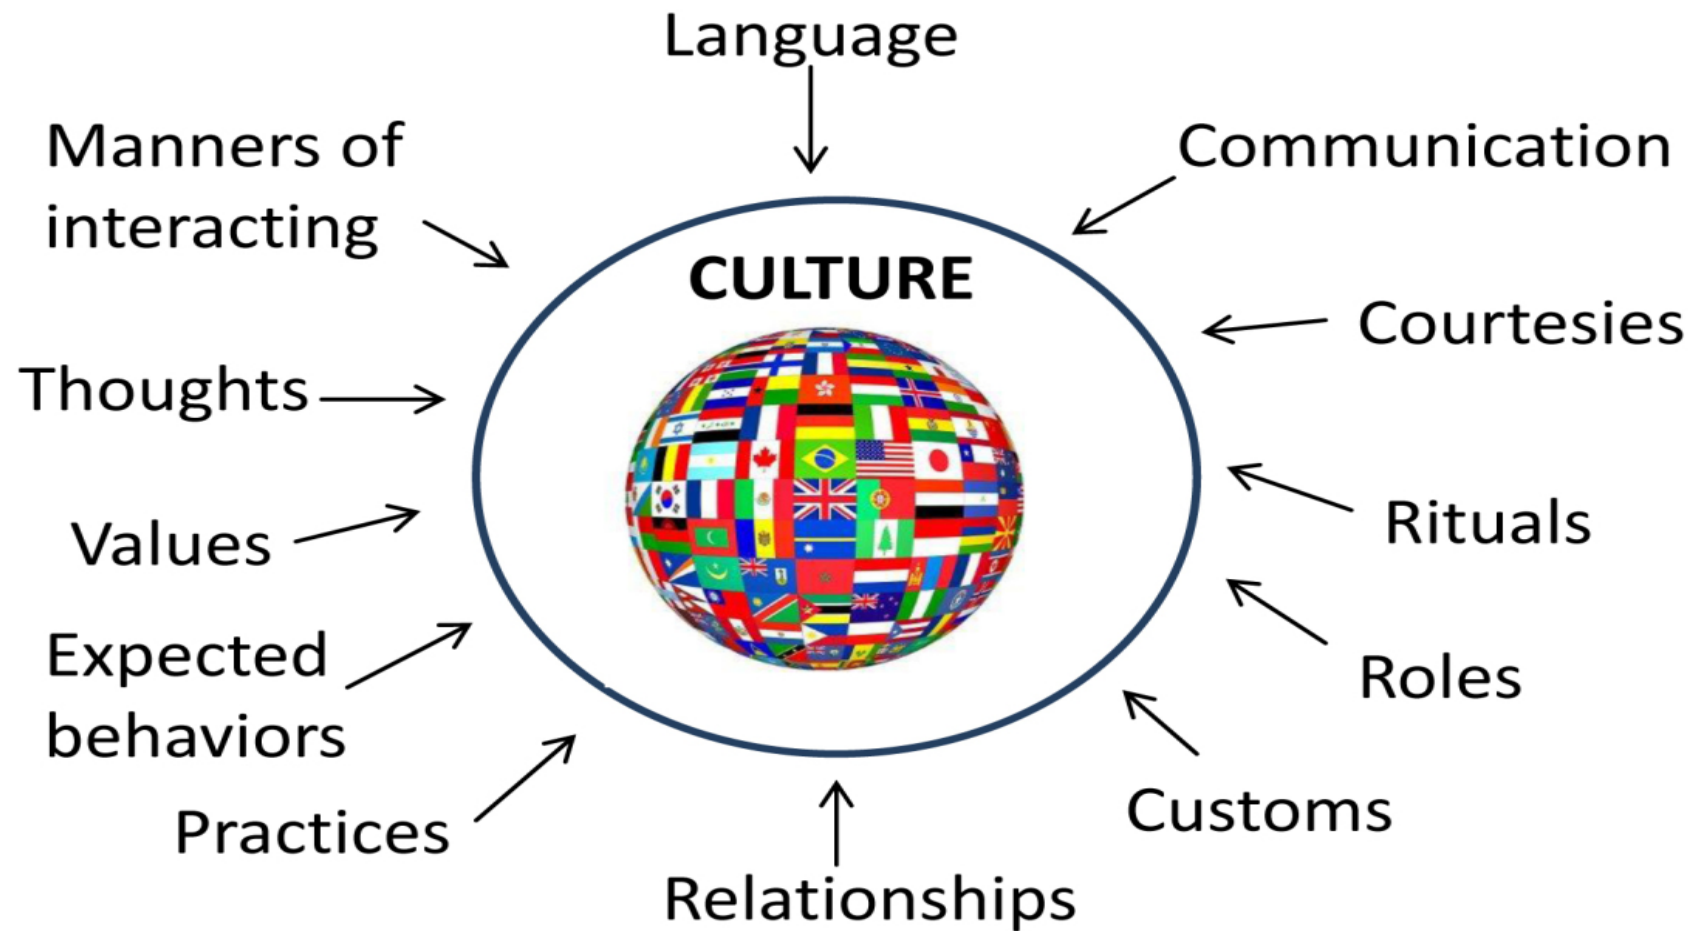 Language
Manners of
interacting
Communication
CULTURE
Courtesies
Thoughts
Values
Rituals
Expected
behaviors
Roles
Practices
Customs
Relationships